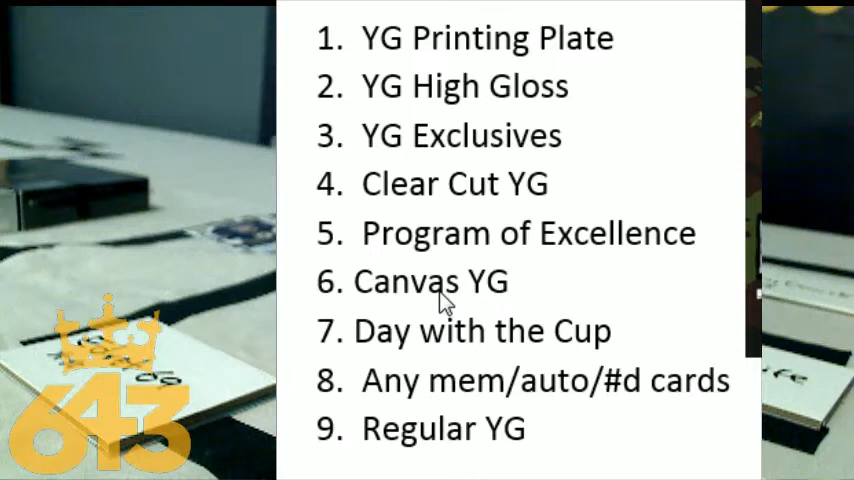 1. YG Printing Plate
2. YG High Gloss
3. YG Exclusives
4. Clear Cut YG
5. Program of Excellence
6. Canvas YG
7. Day with the Cup
8. Any mem/auto/#d cards
9. Regular YG
643